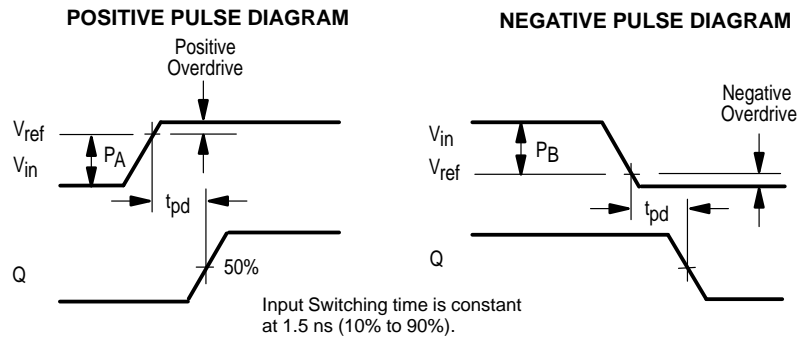 POSITIVE PULSE DIAGRAM
Positive
Overdrive
Vref
Vin
PA
tpd
Q
50%
NEGATIVE PULSE DIAGRAM
Negative
Overdrive
Vin
Vref
PB
tpd
Q
Input Switching time is constant
at 1.5 ns (10% to 90%).